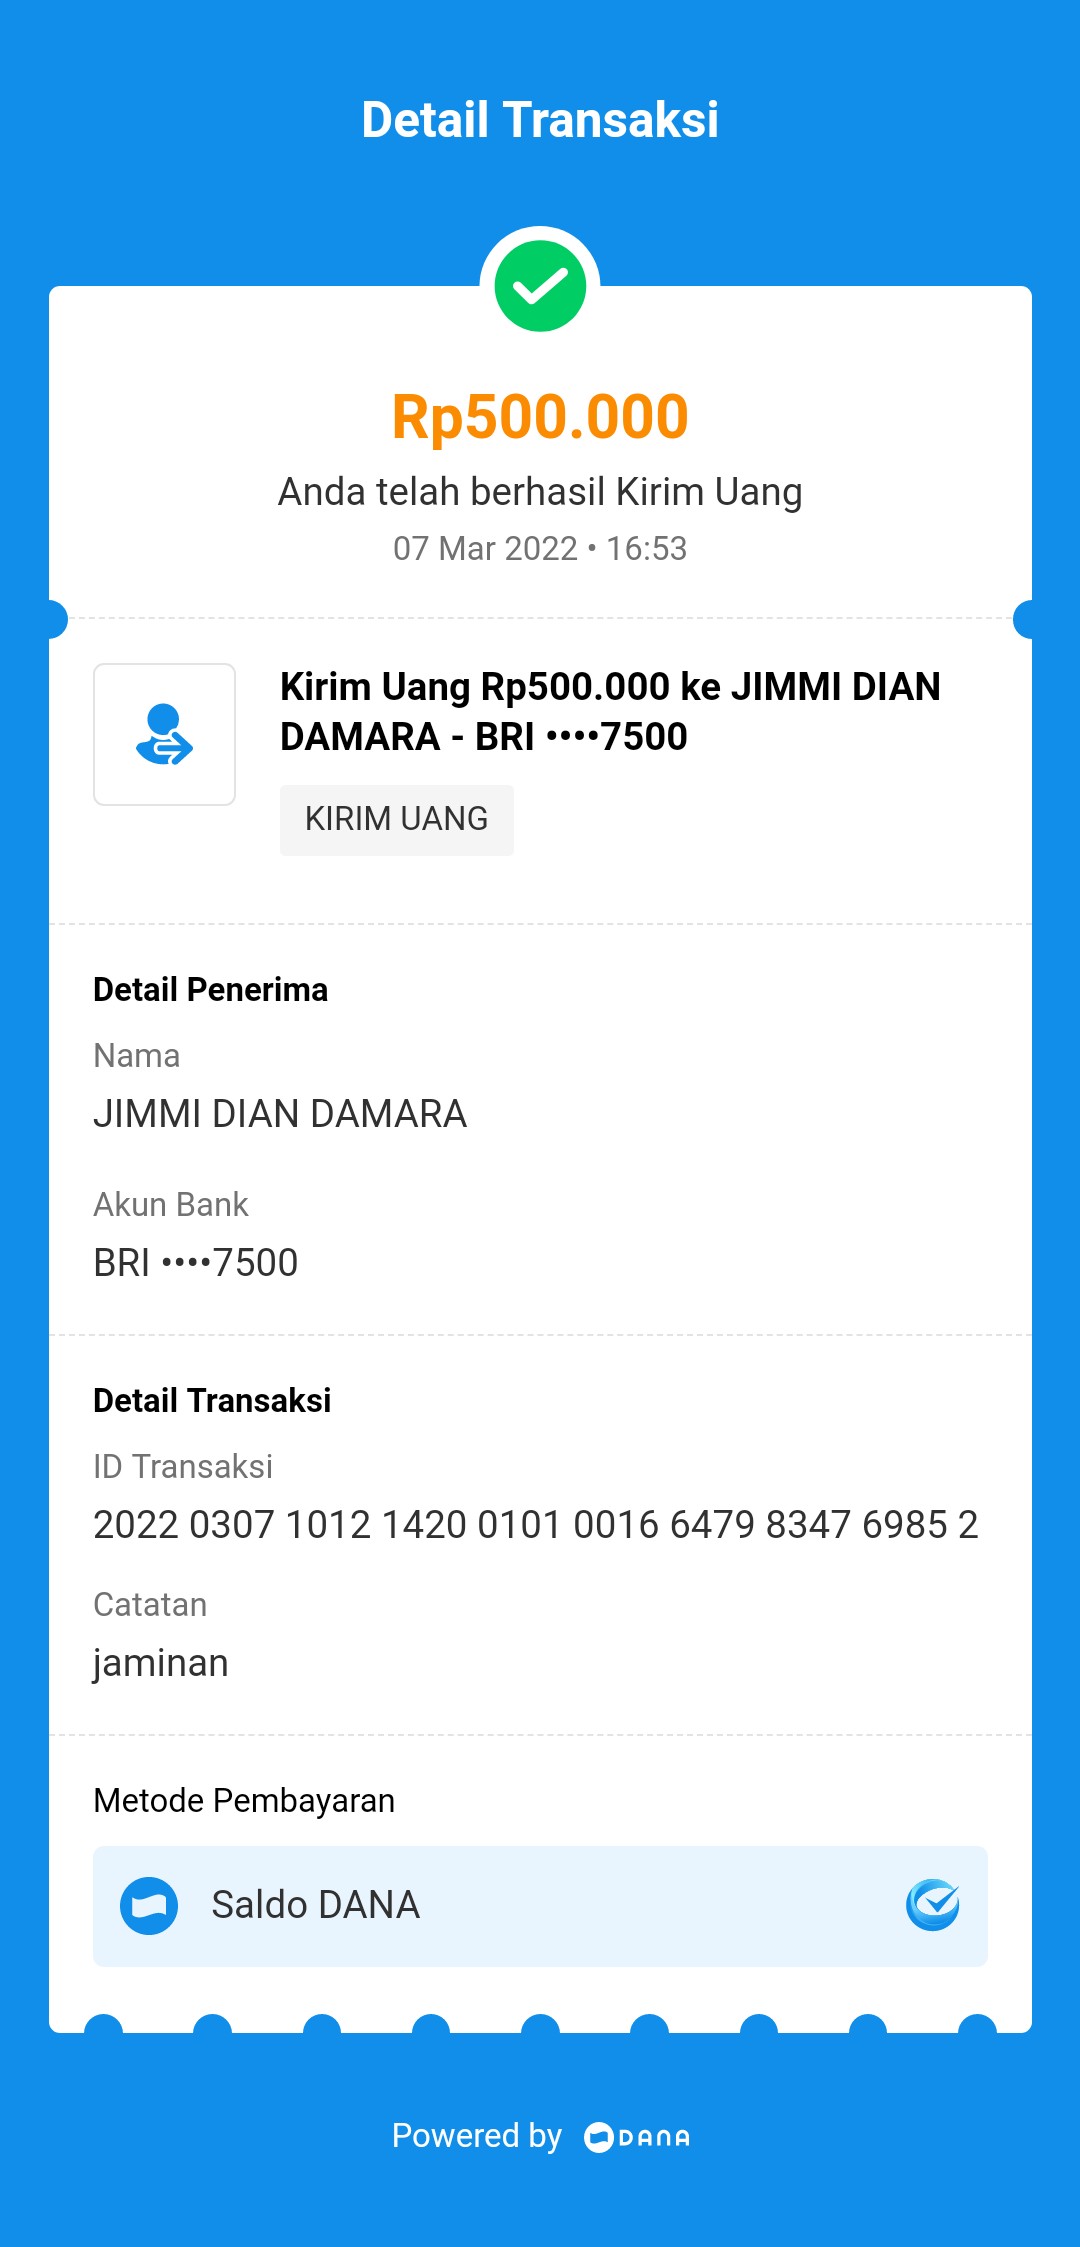 Detail Transaksi
Rp500.000
Anda telah berhasil Kirim Uang
07 Mar 2022 • 16:53
Kirim Uang Rp500.000 ke JIMMI DIAN
DAMARA - BRI ••••7500
KIRIM UANG
Detail Penerima
Nama
JIMMI DIAN DAMARA
Akun Bank
BRI ••••7500
Detail Transaksi
ID Transaksi
2022 0307 1012 1420 0101 0016 6479 8347 6985 2
Catatan
jaminan
Metode Pembayaran
Saldo DANA
Powered by DANA